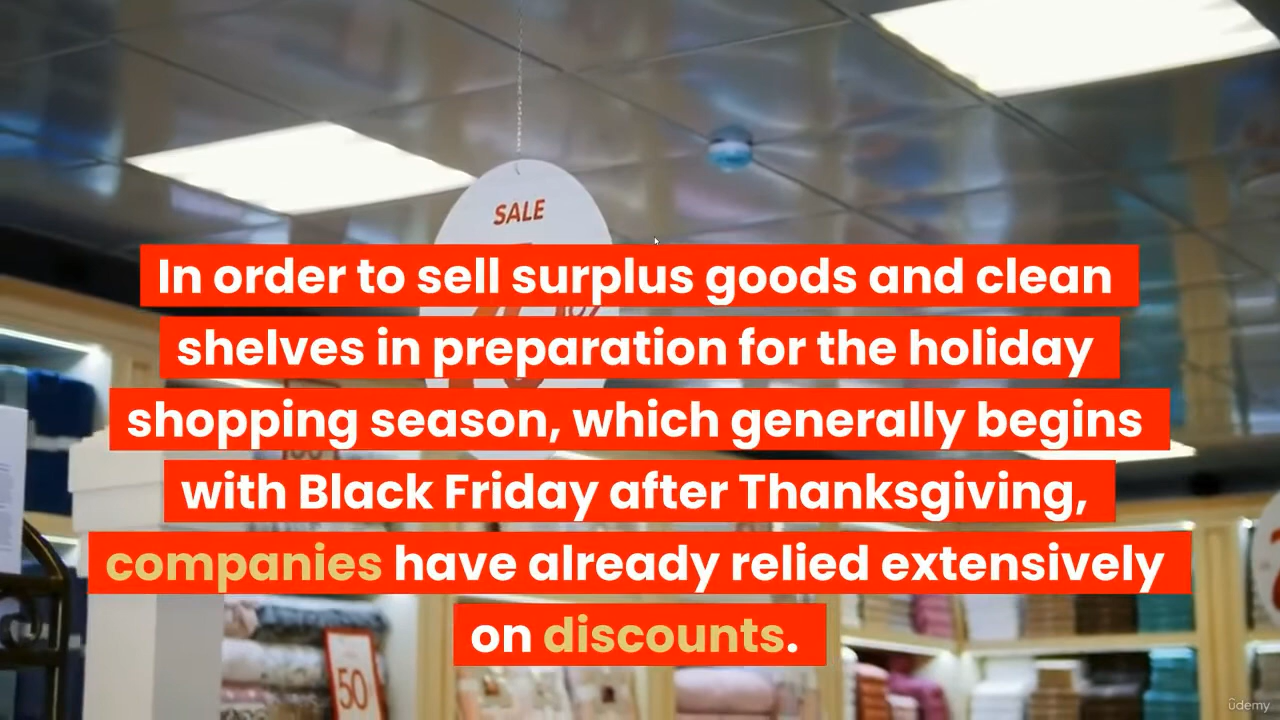 SALE
In order to sell surplus goods and clean
shelves in preparation for the holiday
shopping season, which generally begins
with Black Friday after Thanksgiving,
companies have already relied extensively
on discounts.
50
ûdemy